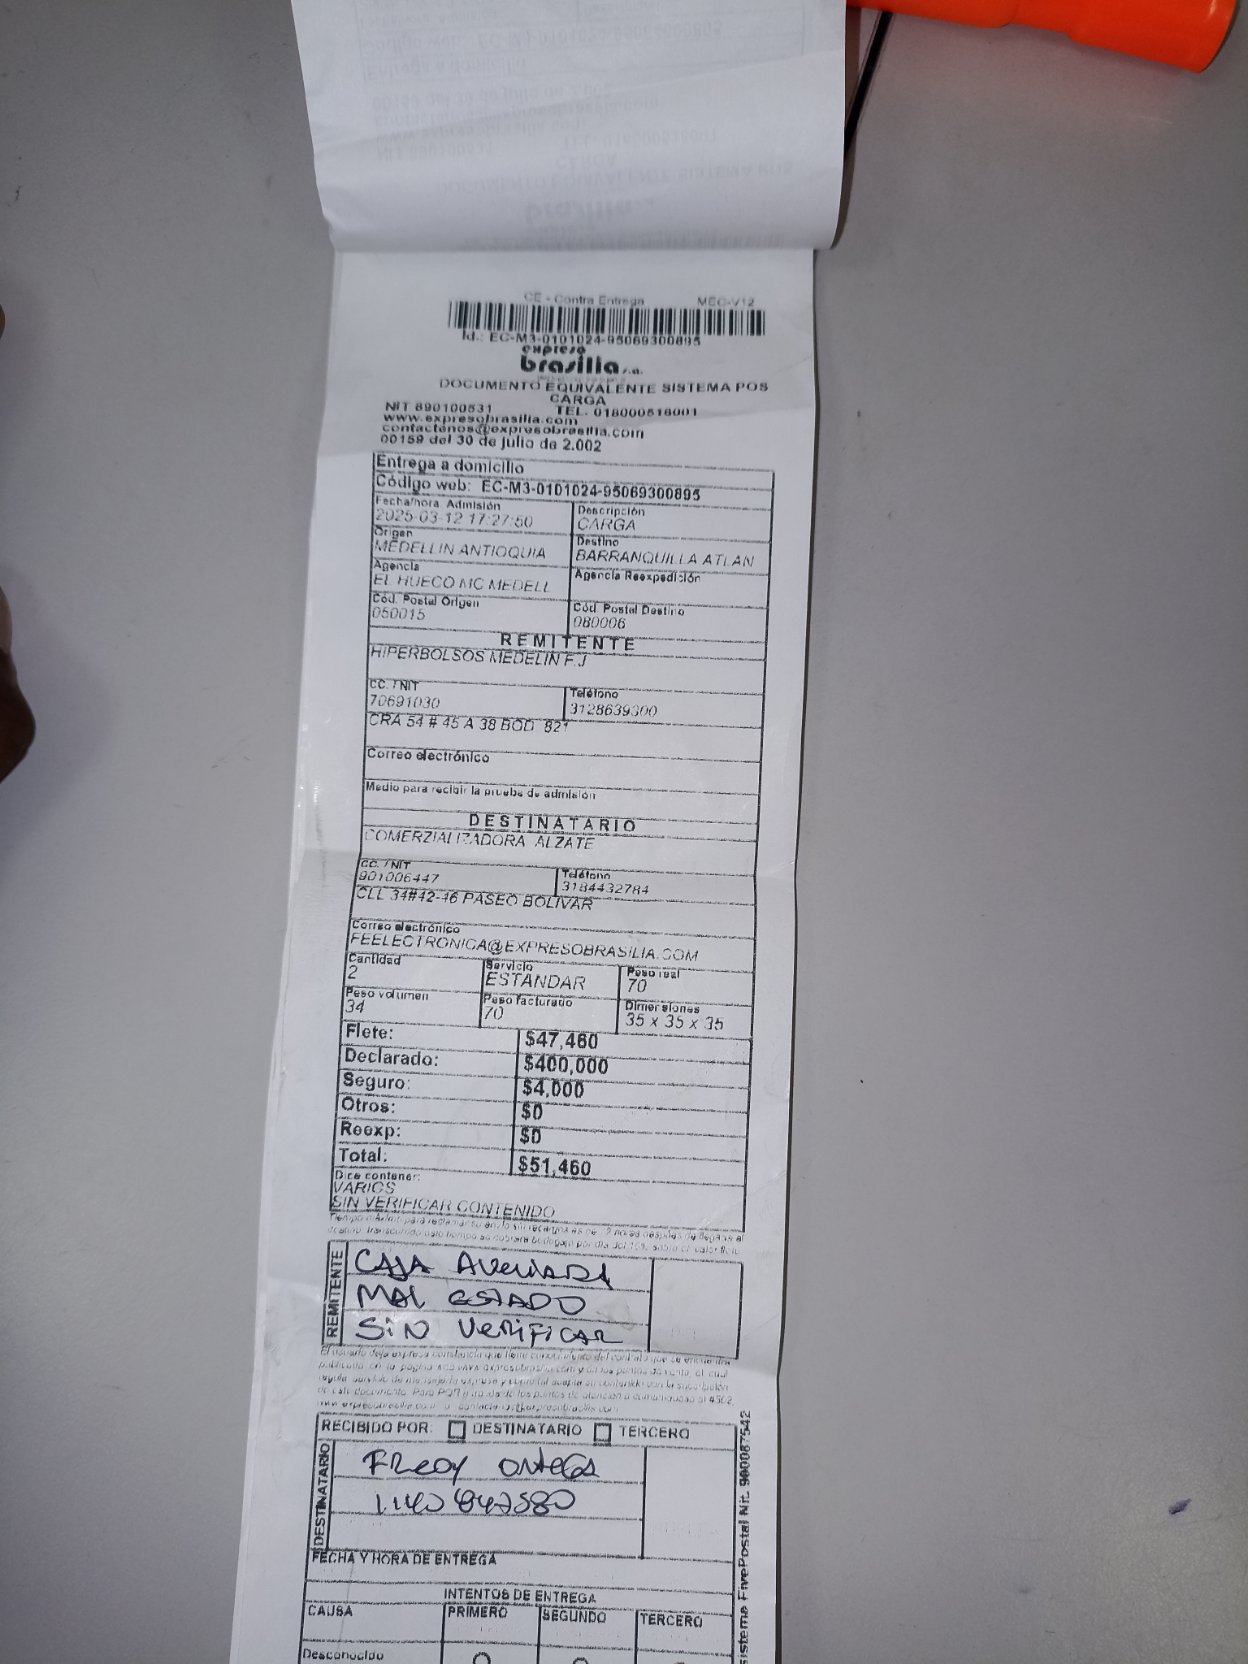 CE - Contra Entrega MEC-V12
Id.: EC-M3-0101024-95069300895
expreso
brasilia s.a.
DOCUMENTO EQUIVALENTE SISTEMA POS
CARGA
NIT 890100531 TEL. 018000518001
www.expresobrasilia.com
contactenos@expresobrasilia.com
00159 del 30 de julio de 2.002
Entrega a domicilio
Código web: EC-M3-0101024-95069300895
Fecha/hora Admisión Descripción
2025-03-12 17:27:50 CARGA
Origen Destino
MEDELLIN ANTIOQUIA BARRANQUILLA ATLAN
Agencia Agencia Reexpedición
EL HUECO MC MEDELL
Cód. Postal Origen Cód. Postal Destino
050015 080006
REMITENTE
HIPERBOLSOS MEDELIN F.J
CC. / NIT Teléfono
70691030 3128639300
CRA 54 # 45 A 38 BOD 821
Correo electrónico
Medio para recibir la prueba de admisión
DESTINATARIO
COMERZIALIZADORA ALZATE
CC. / NIT Teléfono
901006447 3184432784
CLL 34#42-46 PASEO BOLIVAR
Correo electrónico
FEELECTRONICA@EXPRESOBRASILIA.COM
Cantidad Servicio Peso real
2 ESTANDAR 70
Peso volumen Peso facturado Dimensiones
34 70 35 x 35 x 35
Flete: $47,460
Declarado: $400,000
Seguro: $4,000
Otros: $0
Reexp: $0
Total: $51,460
Dice contener:
VARIOS
SIN VERIFICAR CONTENIDO
REMITENTE
CAJA AVERIADA
MAL ESTADO
SIN VERIFICAR
RECIBIDO POR: DESTINATARIO TERCERO
DESTINATARIO
FREDY ORTEGA
1.140 847580
FECHA Y HORA DE ENTREGA
INTENTOS DE ENTREGA
CAUSA PRIMERO SEGUNDO TERCERO
Desconocido
Sistema FivePostal Nit. 900087542